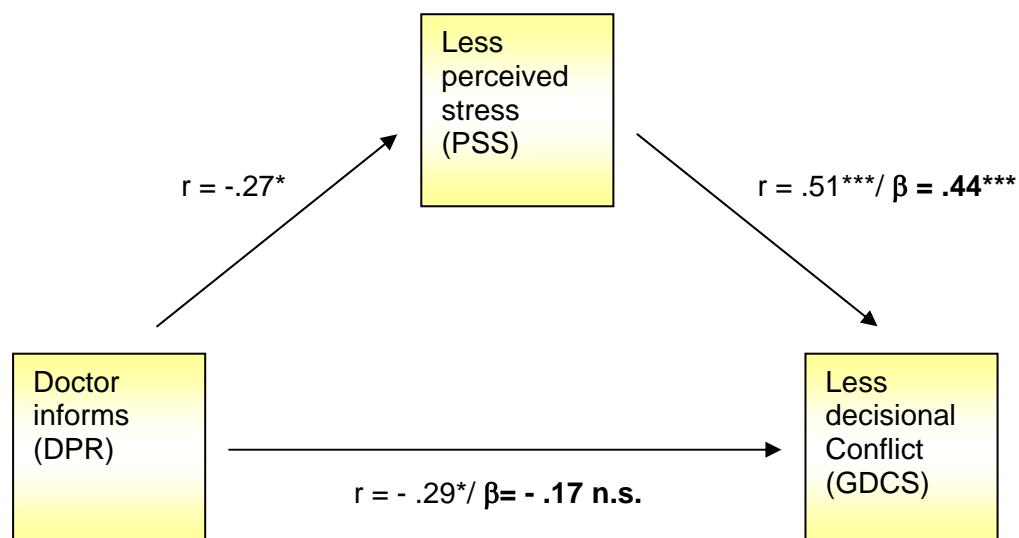 Less
perceived
stress
(PSS)
r = -.27*
r = .51***/ β = .44***
Doctor
informs
(DPR)
Less
decisional
Conflict
(GDCS)
r = - .29*/ β= - .17 n.s.